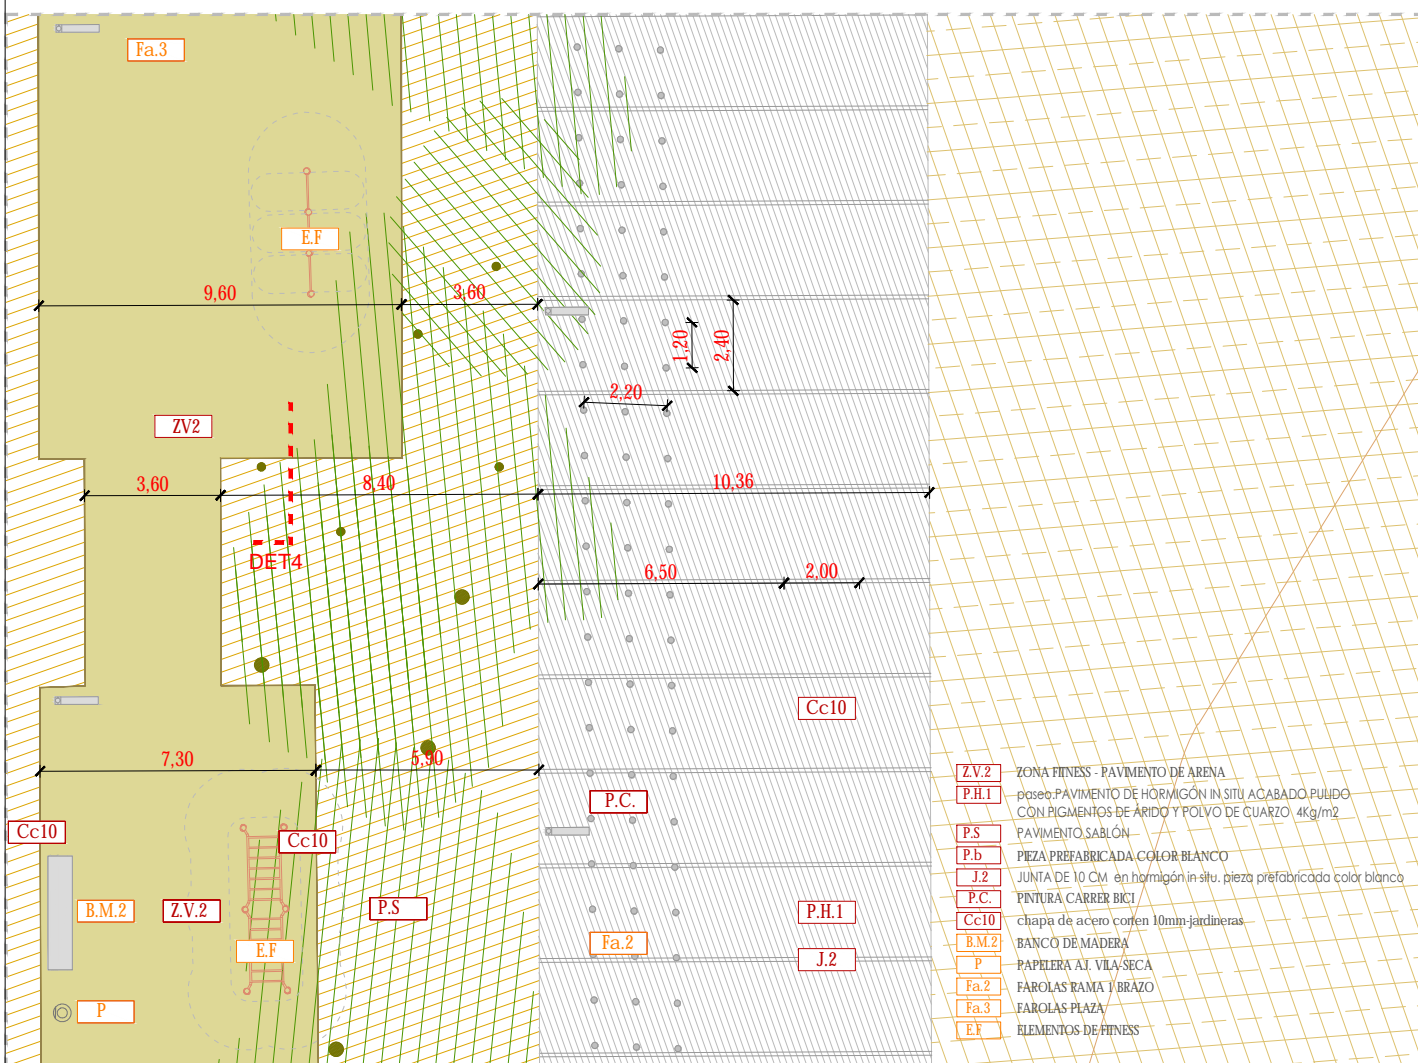 Fa.3
E.F
9,60
3,60
1,20
2,40
2,20
ZV2
3,60
8,40
10,36
DET4
6,50
2,00
Cc10
7,30
5,90
P.C.
Cc10
Cc10
B.M.2
Z.V.2
P.S
P.H.1
E.F
Fa.2
J.2
P
Z.V.2 ZONA FITNESS - PAVIMENTO DE ARENA
P.H.1 paseo:PAVIMENTO DE HORMIGÓN IN SITU ACABADO PULIDO
CON PIGMENTOS DE ÁRIDO Y POLVO DE CUARZO 4Kg/m2
P.S PAVIMENTO SABLÓN
P.b PIEZA PREFABRICADA COLOR BLANCO
J.2 JUNTA DE 10 CM en hormigón in situ. pieza prefabricada color blanco
P.C. PINTURA CARRER BICI
Cc10 chapa de acero corten 10mm-jardineras
B.M.2 BANCO DE MADERA
P PAPELERA AJ. VILA-SECA
Fa.2 FAROLAS RAMA 1 BRAZO
Fa.3 FAROLAS PLAZA
E.F ELEMENTOS DE FITNESS